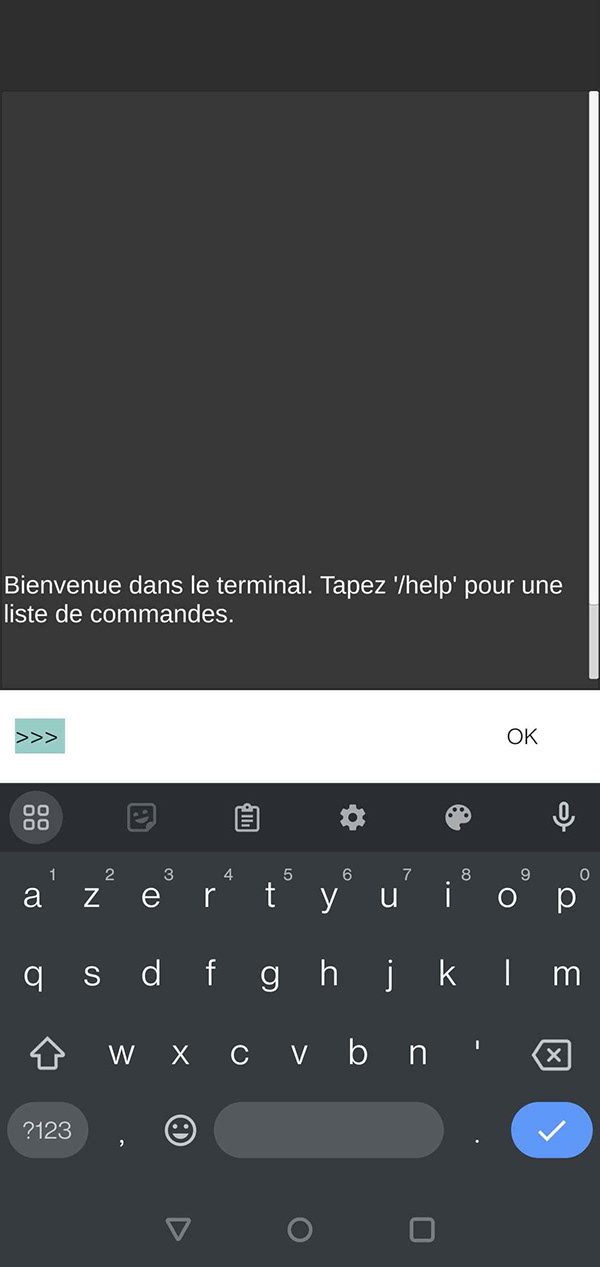 Bienvenue dans le terminal. Tapez '/help' pour une
liste de commandes.
>>> OK
1 2 3 4 5 6 7 8 9 0
a z e r t y u i o p
q s d f g h j k l m
w x c v b n '
?123 , .